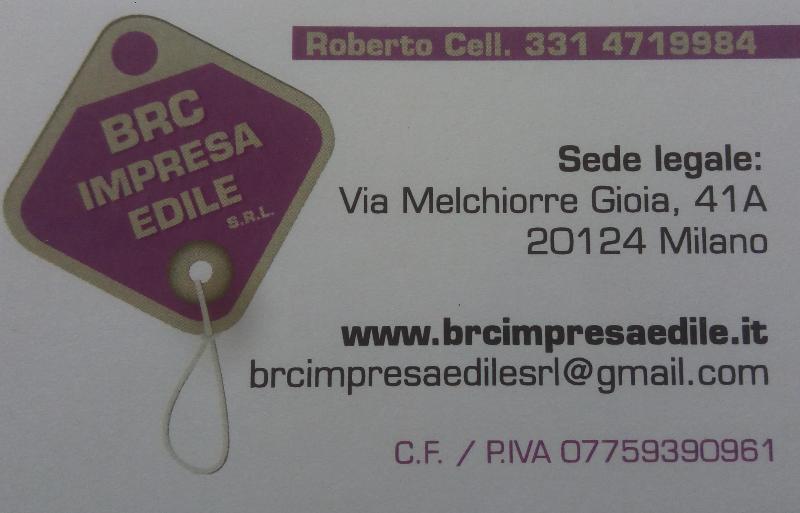 BRC
IMPRESA
EDILE
S.R.L.
Roberto Cell. 331 4719984
Sede legale:
Via Melchiorre Gioia, 41A
20124 Milano
www.brcimpresaedile.it
brcimpresaedilesrl@gmail.com
C.F. / P.IVA 07759390961